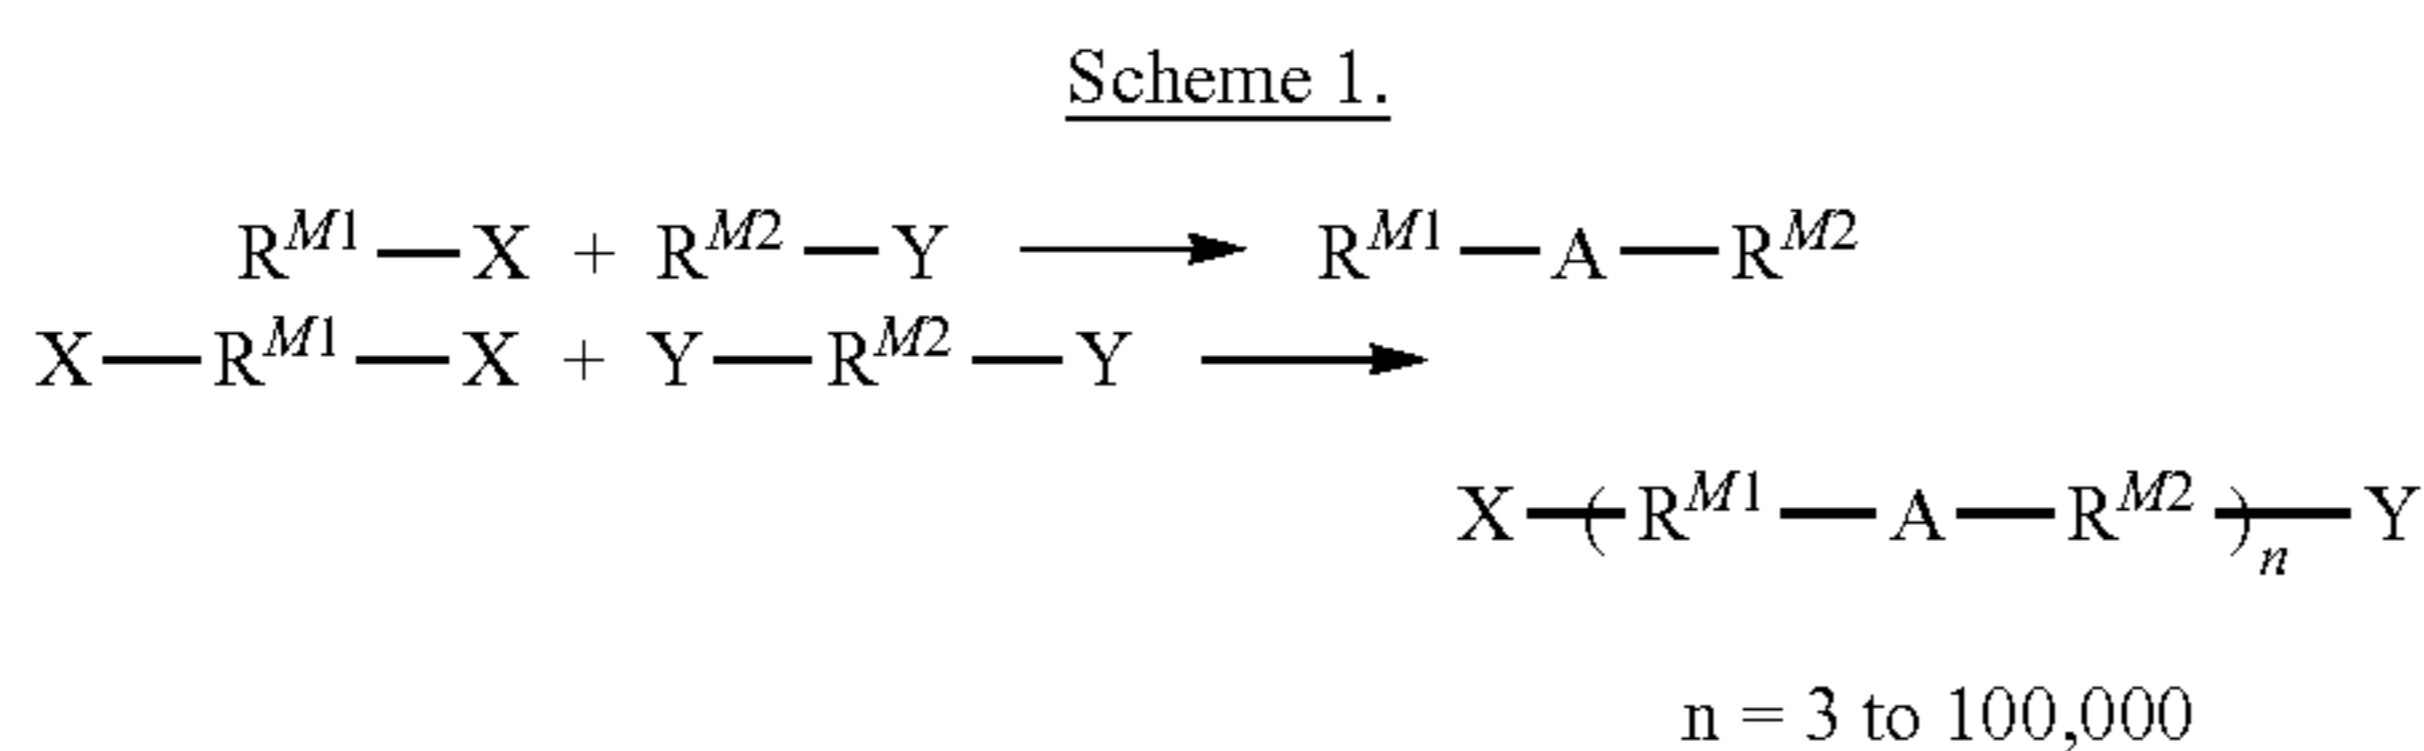 Scheme 1.
R^M1—X + R^M2—Y ⟶ R^M1—A—R^M2
X—R^M1—X + Y—R^M2—Y ⟶
X—(R^M1—A—R^M2)_n—Y
n = 3 to 100,000